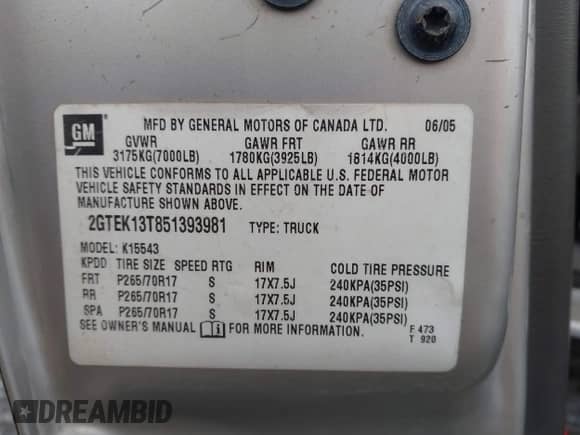 GM
MFD BY GENERAL MOTORS OF CANADA LTD. 06/05
GVWR GAWR FRT GAWR RR
3175KG(7000LB) 1780KG(3925LB) 1814KG(4000LB)
THIS VEHICLE CONFORMS TO ALL APPLICABLE U.S. FEDERAL MOTOR
VEHICLE SAFETY STANDARDS IN EFFECT ON THE DATE OF
MANUFACTURE SHOWN ABOVE.
2GTEK13T851393981 TYPE: TRUCK
MODEL: K15543
KPDD TIRE SIZE SPEED RTG RIM COLD TIRE PRESSURE
FRT P265/70R17 S 17X7.5J 240KPA(35PSI)
RR P265/70R17 S 17X7.5J 240KPA(35PSI)
SPA P265/70R17 S 17X7.5J 240KPA(35PSI)
SEE OWNER'S MANUAL FOR MORE INFORMATION. F 473
T 920
DREAMBID